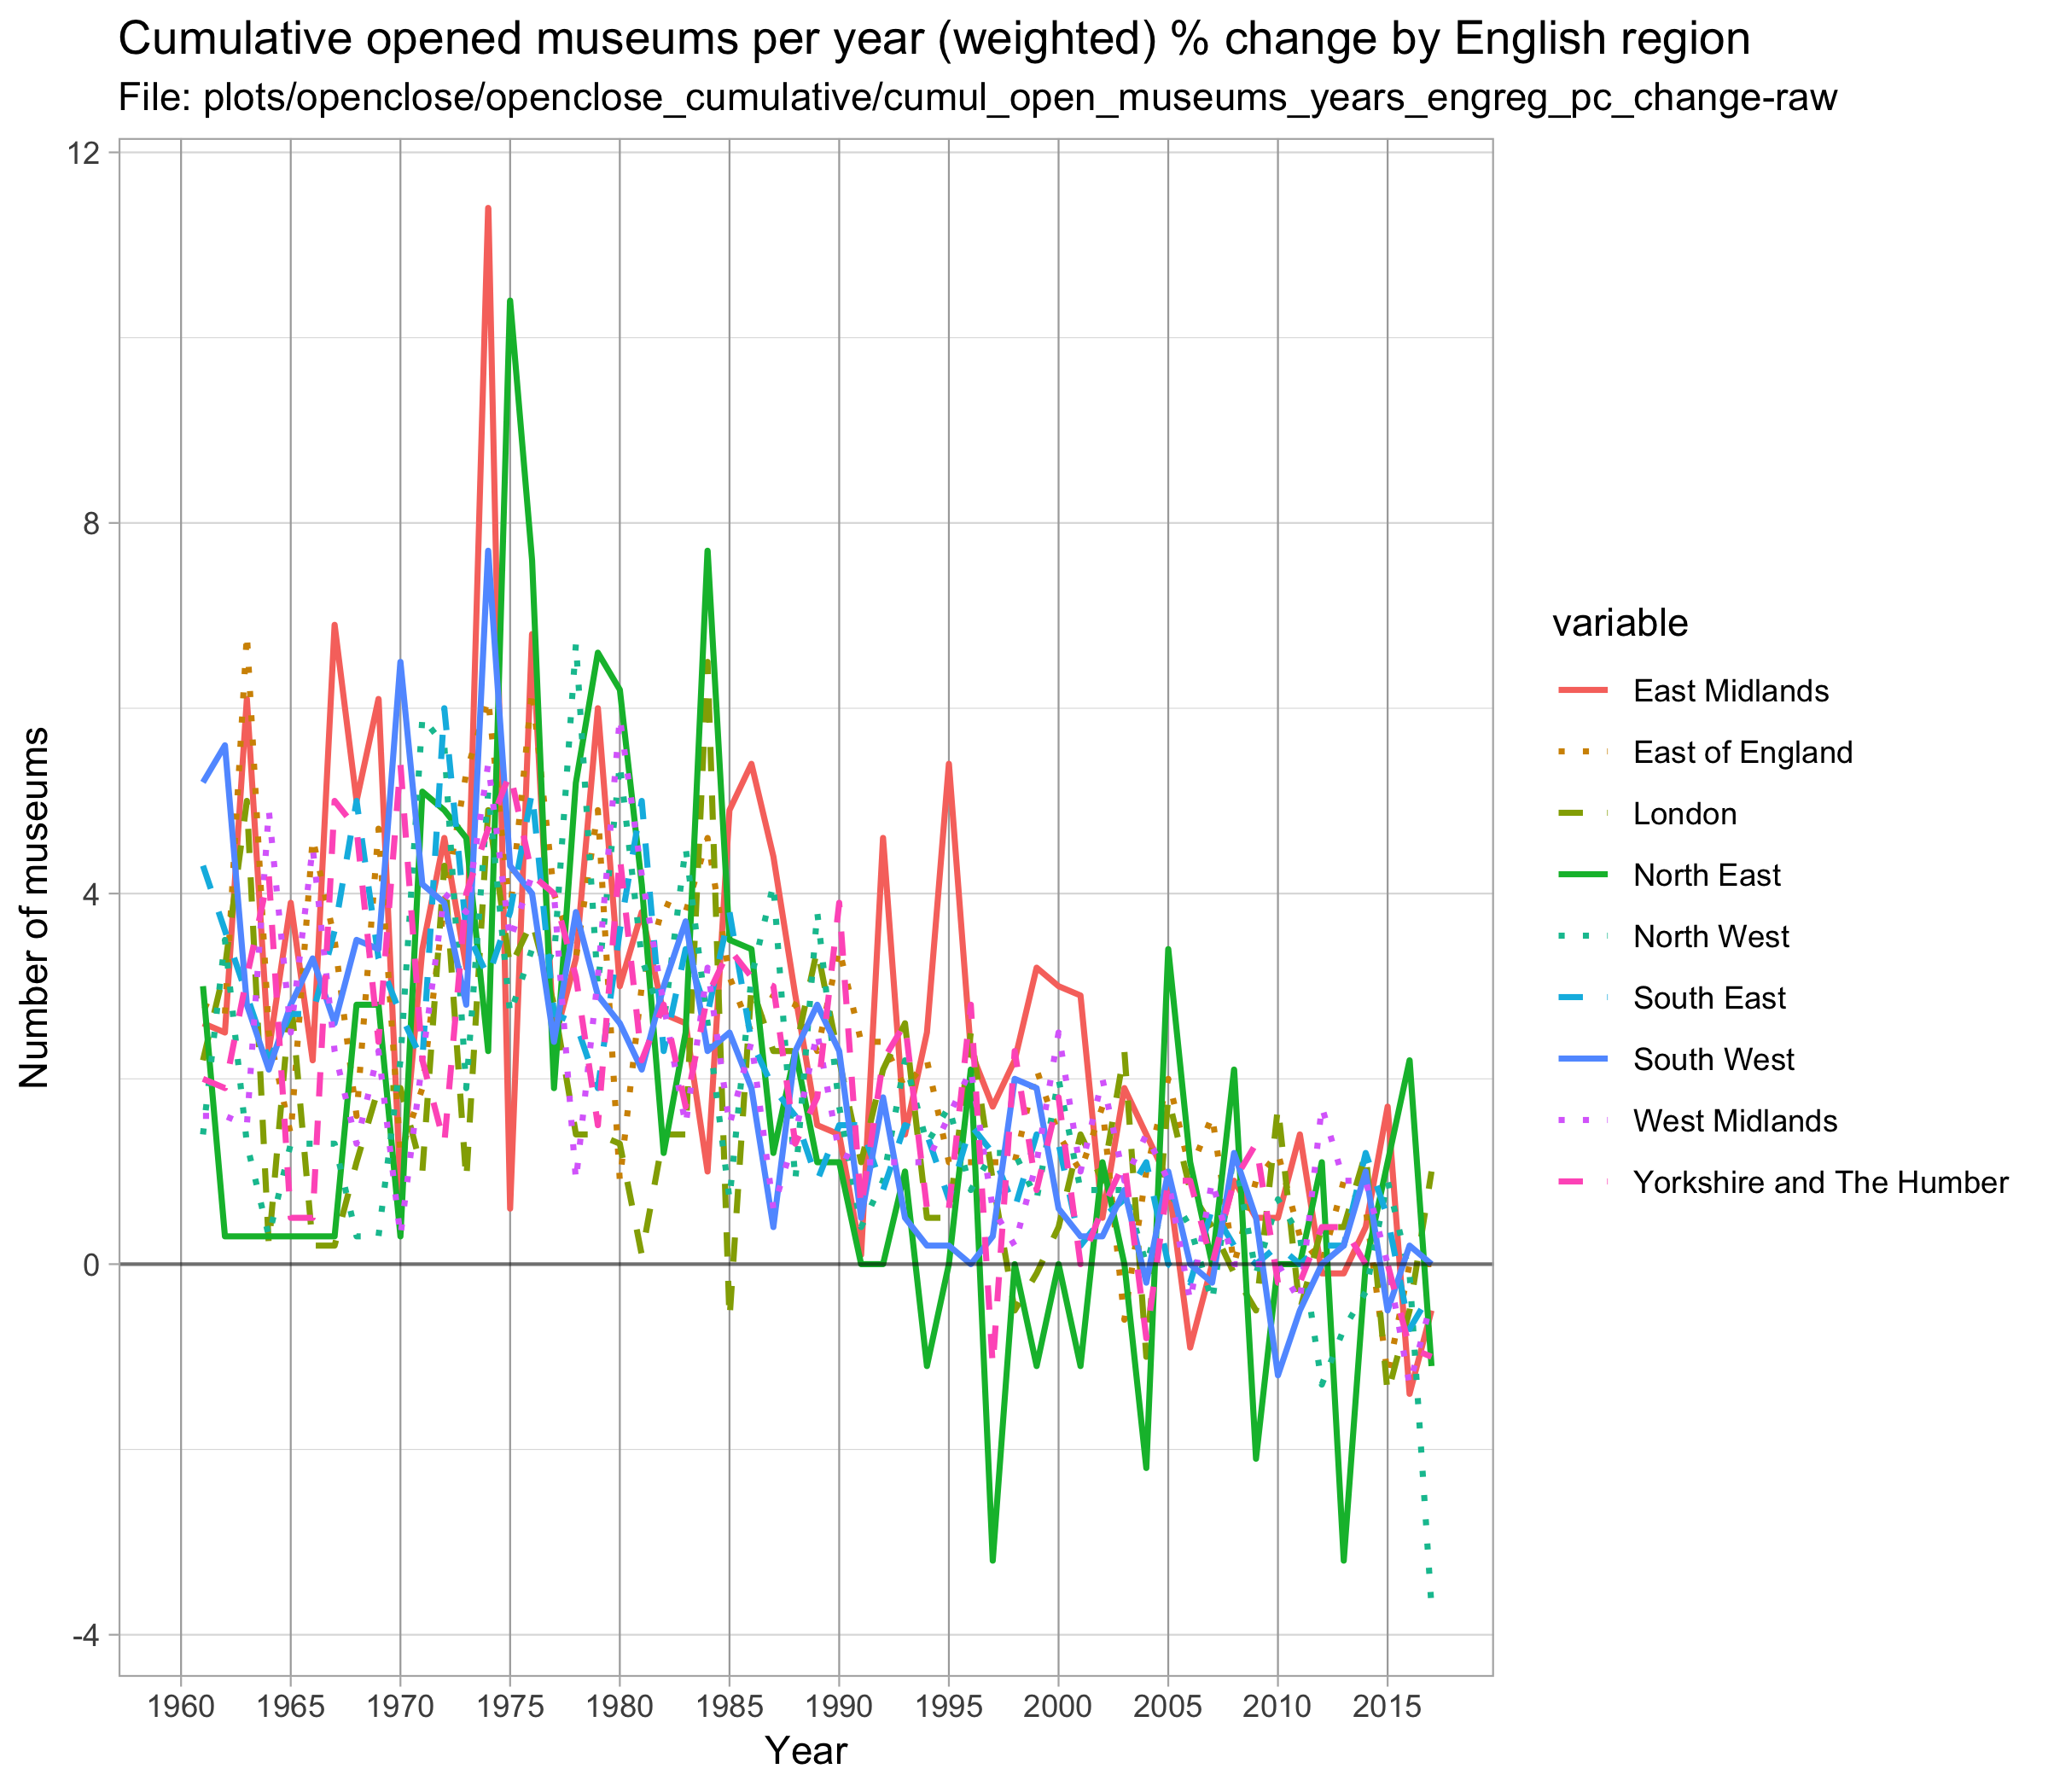 Cumulative opened museums per year (weighted) % change by English region
File: plots/openclose/openclose_cumulative/cumul_open_museums_years_engreg_pc_change-raw
12
8
4
0
-4
Number of museums
1960 1965 1970 1975 1980 1985 1990 1995 2000 2005 2010 2015
Year
variable
East Midlands
East of England
London
North East
North West
South East
South West
West Midlands
Yorkshire and The Humber